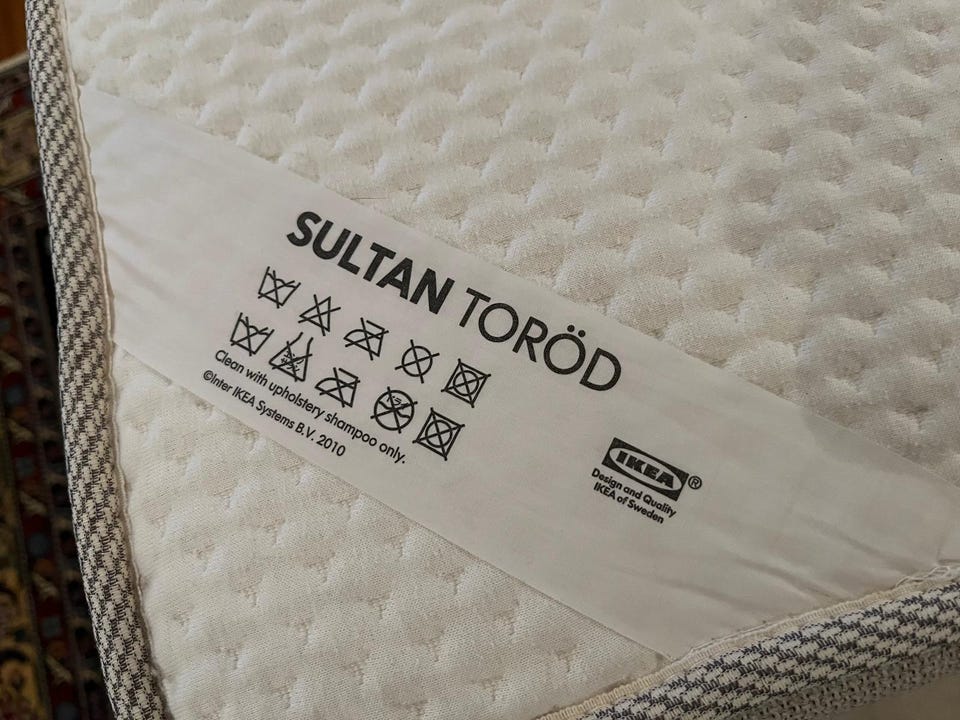 SULTAN TORÖD
Clean with upholstery shampoo only.
©Inter IKEA Systems B.V. 2010
IKEA®
Design and Quality
IKEA of Sweden